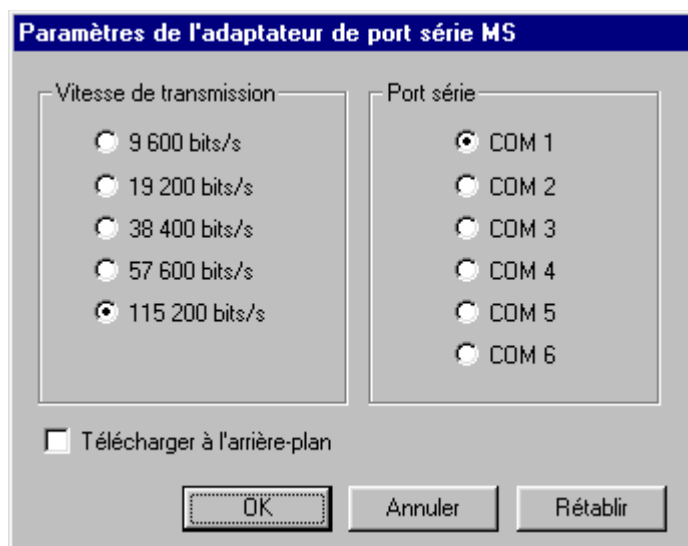 Paramètres de l'adaptateur de port série MS
Vitesse de transmission
9 600 bits/s
19 200 bits/s
38 400 bits/s
57 600 bits/s
115 200 bits/s
Port série
COM 1
COM 2
COM 3
COM 4
COM 5
COM 6
Télécharger à l'arrière-plan
OK
Annuler
Rétablir